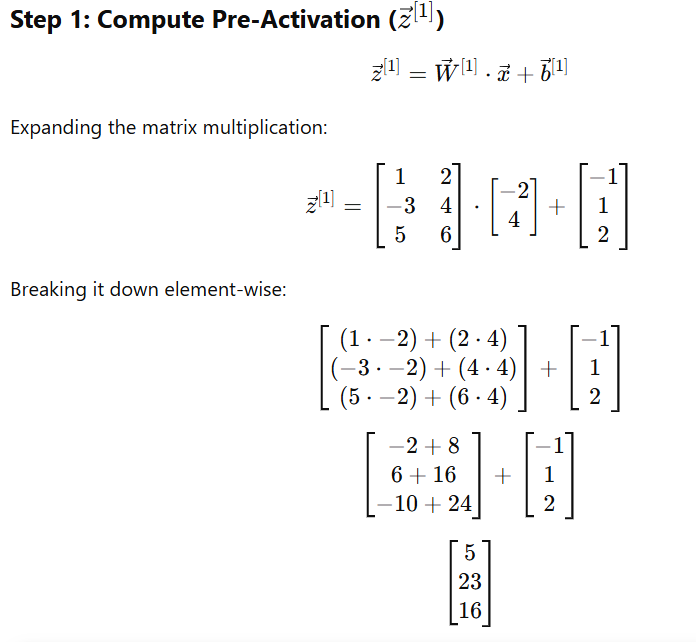 Step 1: Compute Pre-Activation (\(\vec{z}^{[1]}\))
\(\vec{z}^{[1]} = \vec{W}^{[1]} \cdot \vec{x} + \vec{b}^{[1]}\)
Expanding the matrix multiplication:
\(\vec{z}^{[1]} = \begin{bmatrix} 1 & 2 \\ -3 & 4 \\ 5 & 6 \end{bmatrix} \cdot \begin{bmatrix} -2 \\ 4 \end{bmatrix} + \begin{bmatrix} -1 \\ 1 \\ 2 \end{bmatrix}\)
Breaking it down element-wise:
\(\begin{bmatrix} (1 \cdot -2) + (2 \cdot 4) \\ (-3 \cdot -2) + (4 \cdot 4) \\ (5 \cdot -2) + (6 \cdot 4) \end{bmatrix} + \begin{bmatrix} -1 \\ 1 \\ 2 \end{bmatrix}\)
\(\begin{bmatrix} -2 + 8 \\ 6 + 16 \\ -10 + 24 \end{bmatrix} + \begin{bmatrix} -1 \\ 1 \\ 2 \end{bmatrix}\)
\(\begin{bmatrix} 5 \\ 23 \\ 16 \end{bmatrix}\)